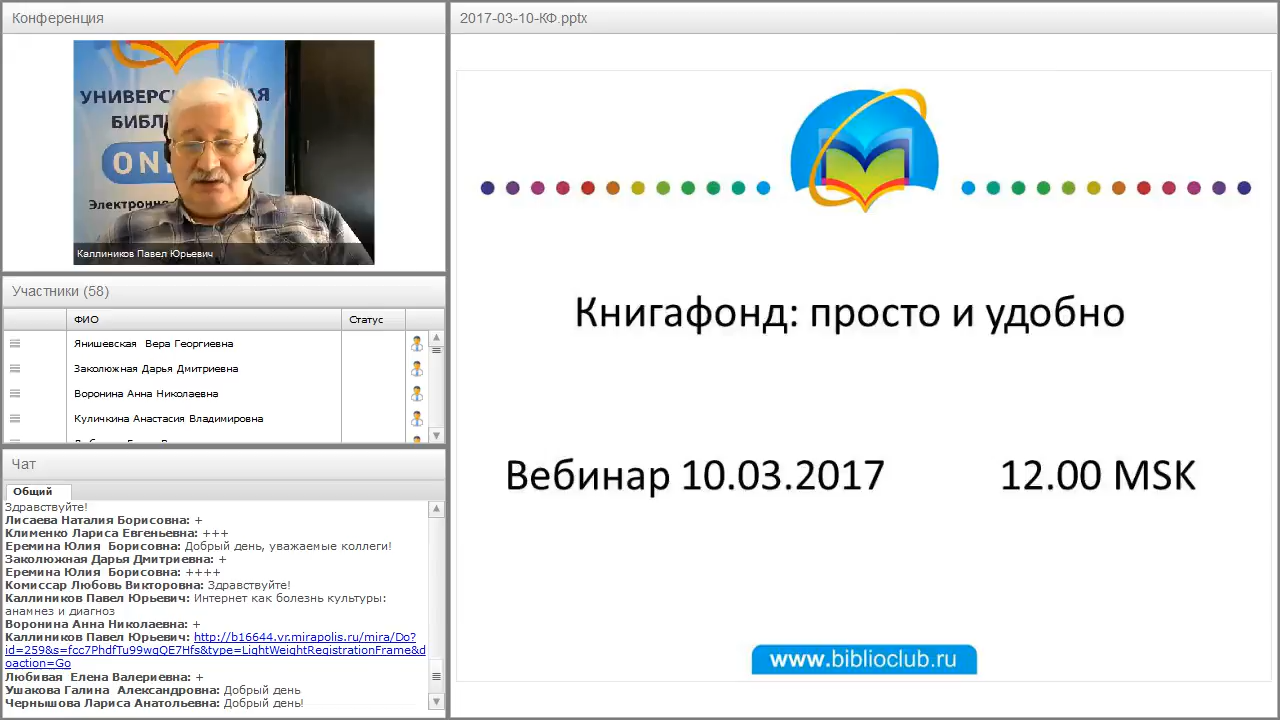 Конференция
УНИВЕРС
АЯ
БИБЛ
ON
Электронно
Каллиников Павел Юрьевич
Участники (58)
ФИО
Статус
Янишевская Вера Георгиевна
Заколюжная Дарья Дмитриевна
Воронина Анна Николаевна
Куличкина Анастасия Владимировна
Чат
Общий
Здравствуйте!
Лисаева Наталия Борисовна: +
Клименко Лариса Евгеньевна: +++
Еремина Юлия Борисовна: Добрый день, уважаемые коллеги!
Заколюжная Дарья Дмитриевна: +
Еремина Юлия Борисовна: ++++
Комиссар Любовь Викторовна: Здравствуйте!
Каллиников Павел Юрьевич: Интернет как болезнь культуры:
анамнез и диагноз
Воронина Анна Николаевна: +
Каллиников Павел Юрьевич: http://b16644.vr.mirapolis.ru/mira/Do?
id=259&s=fcc7PhdfTu99wgQE7Hfs&type=LightWeightRegistrationFrame&d
oaction=Go
Любивая Елена Валериевна: +
Ушакова Галина Александровна: Добрый день
Чернышова Лариса Анатольевна: Добрый день!
2017-03-10-КФ.pptx
Книгафонд: просто и удобно
Вебинар 10.03.2017 12.00 MSK
www.biblioclub.ru